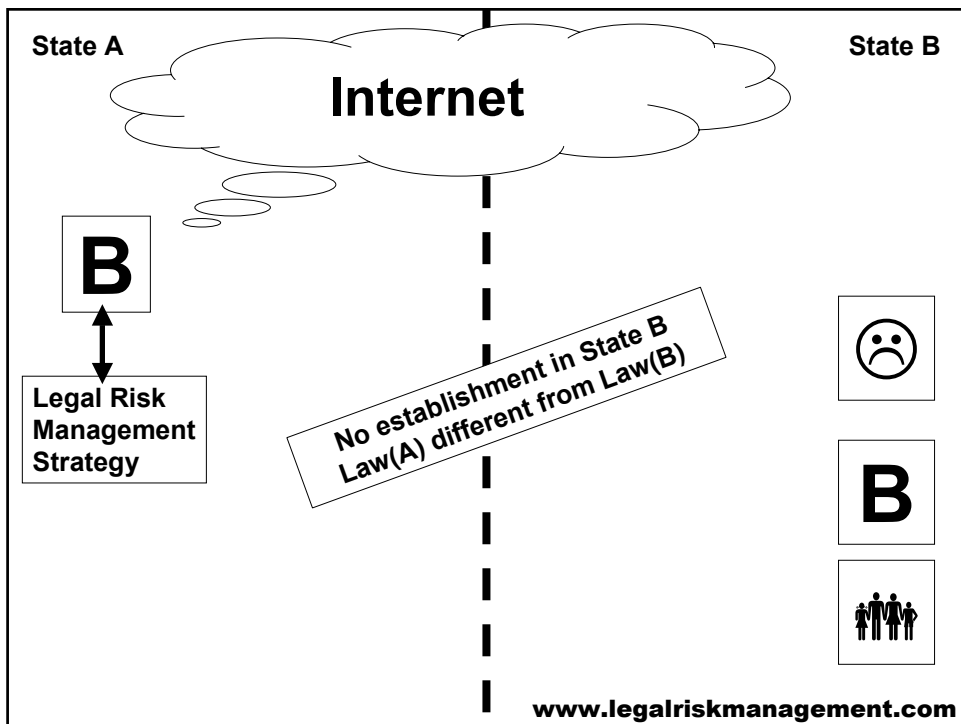 State A
State B
Internet
B
Legal Risk
Management
Strategy
No establishment in State B
Law(A) different from Law(B)
B
www.legalriskmanagement.com